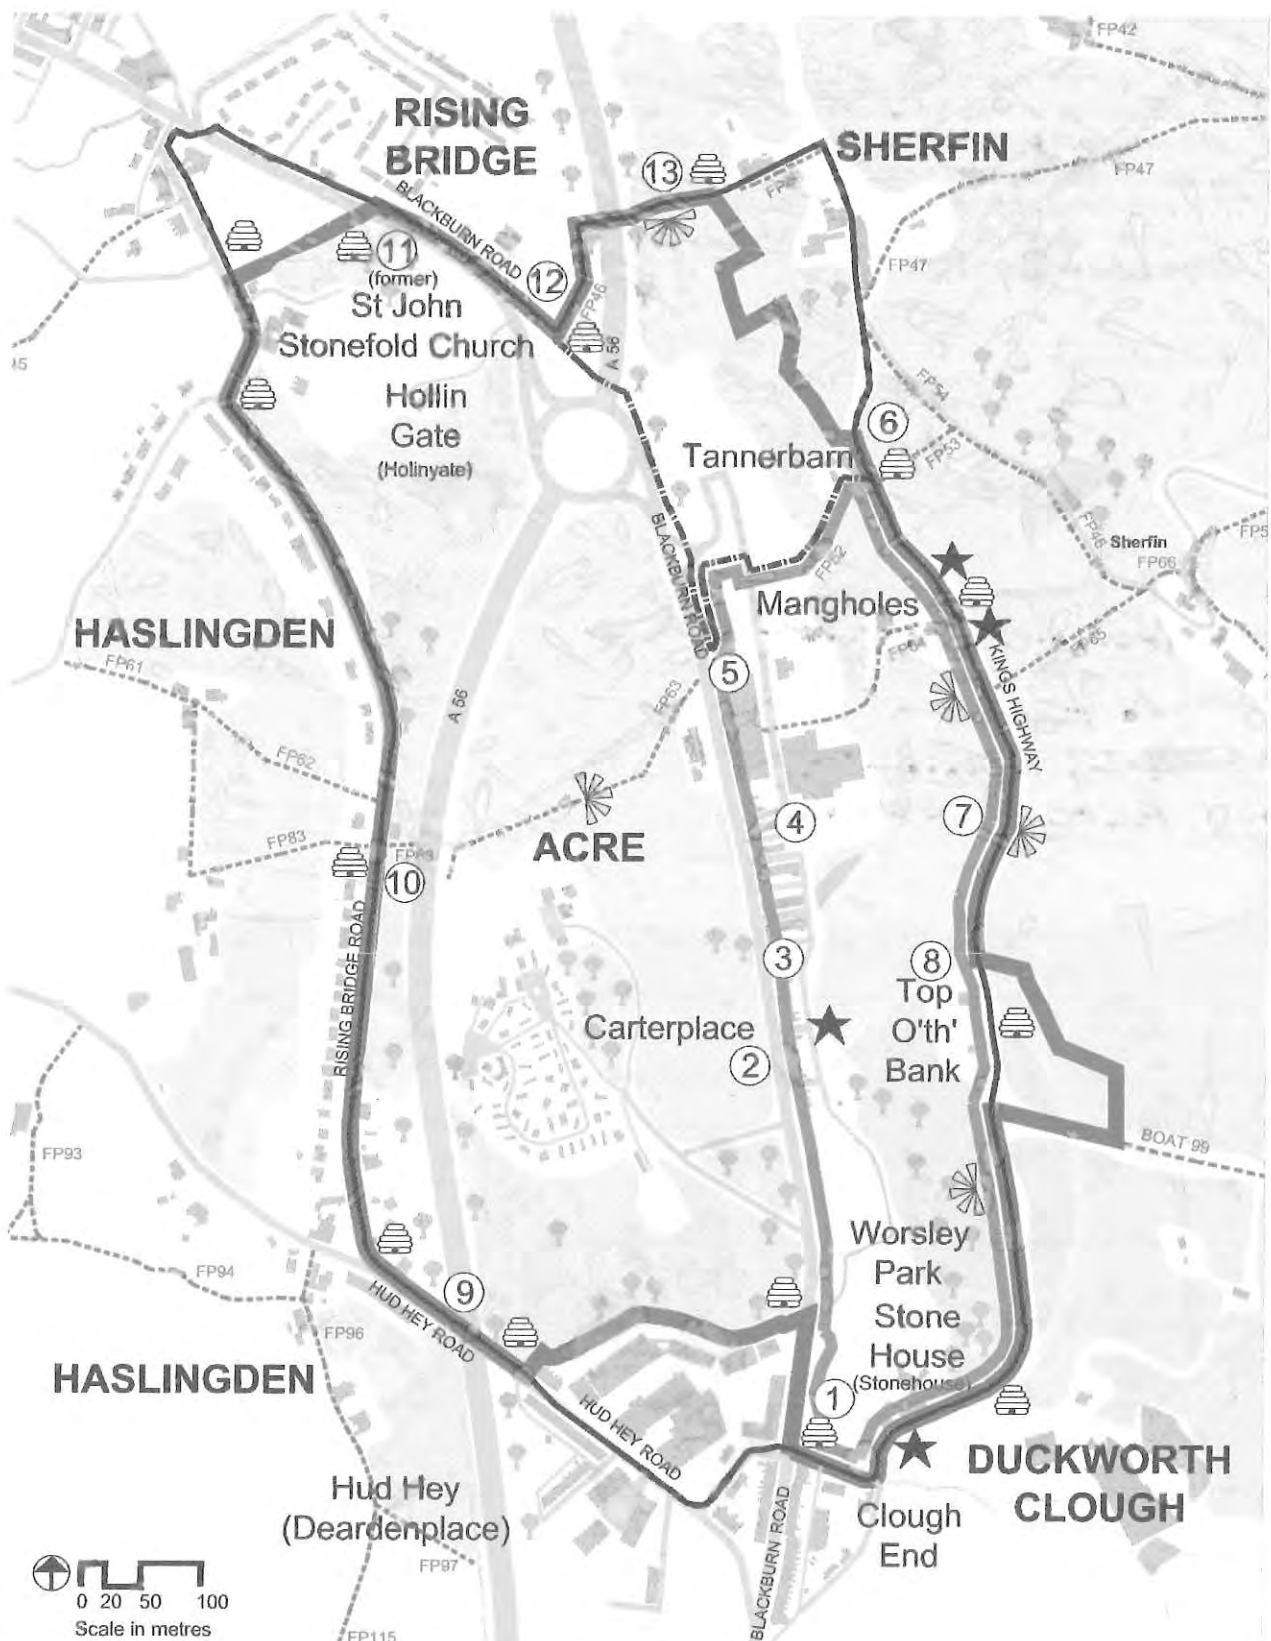 FP42
RISING
BRIDGE
SHERFIN
13
FP47
BLACKBURN ROAD
11
(former)
St John
Stonefold Church
12
FP46
FP47
A 56
Hollin
Gate
(Holinyate)
FP54
6
Tannerbarn
FP53
BLACKBURN ROAD
FP46
Sherfin
FP66
Mangholes
HASLINGDEN
FP61
FP65
5
KINGS HIGHWAY
FP63
A 56
FP62
7
4
ACRE
FP83
10
RISING BRIDGE ROAD
3
8
Top
O'th'
Bank
Carterplace
2
BOAT 99
FP93
Worsley
Park
FP94
9
HUD HEY ROAD
Stone
House
(Stonehouse)
FP96
HASLINGDEN
1
HUD HEY ROAD
DUCKWORTH
CLOUGH
Hud Hey
(Deardenplace)
Clough
End
BLACKBURN ROAD
FP97
0 20 50 100
Scale in metres
FP115